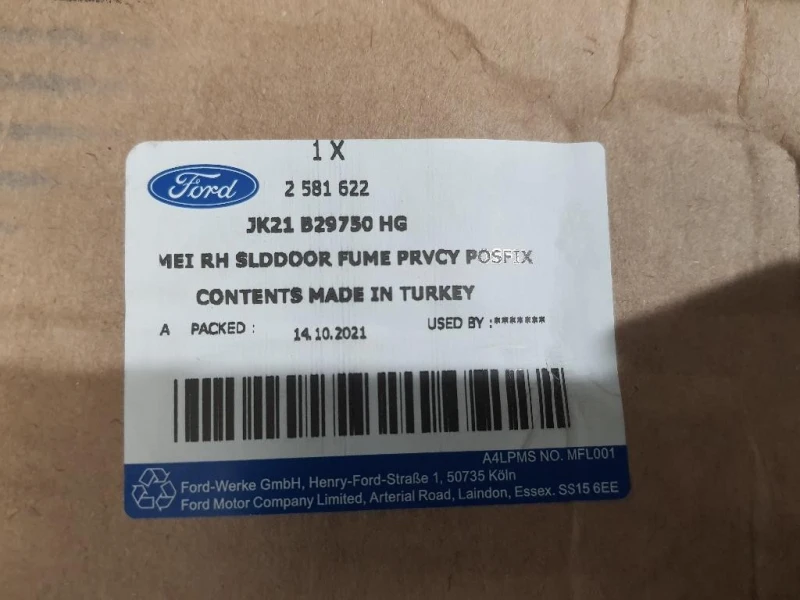 1 X
Ford
2 581 622
JK21 B29750 HG
MEI RH SLDDOOR FUME PRVCY POSFIX
CONTENTS MADE IN TURKEY
A PACKED : 14.10.2021 USED BY :*******
A4LPMS NO. MFL001
Ford-Werke GmbH, Henry-Ford-Straße 1, 50735 Köln
Ford Motor Company Limited, Arterial Road, Laindon, Essex. SS15 6EE